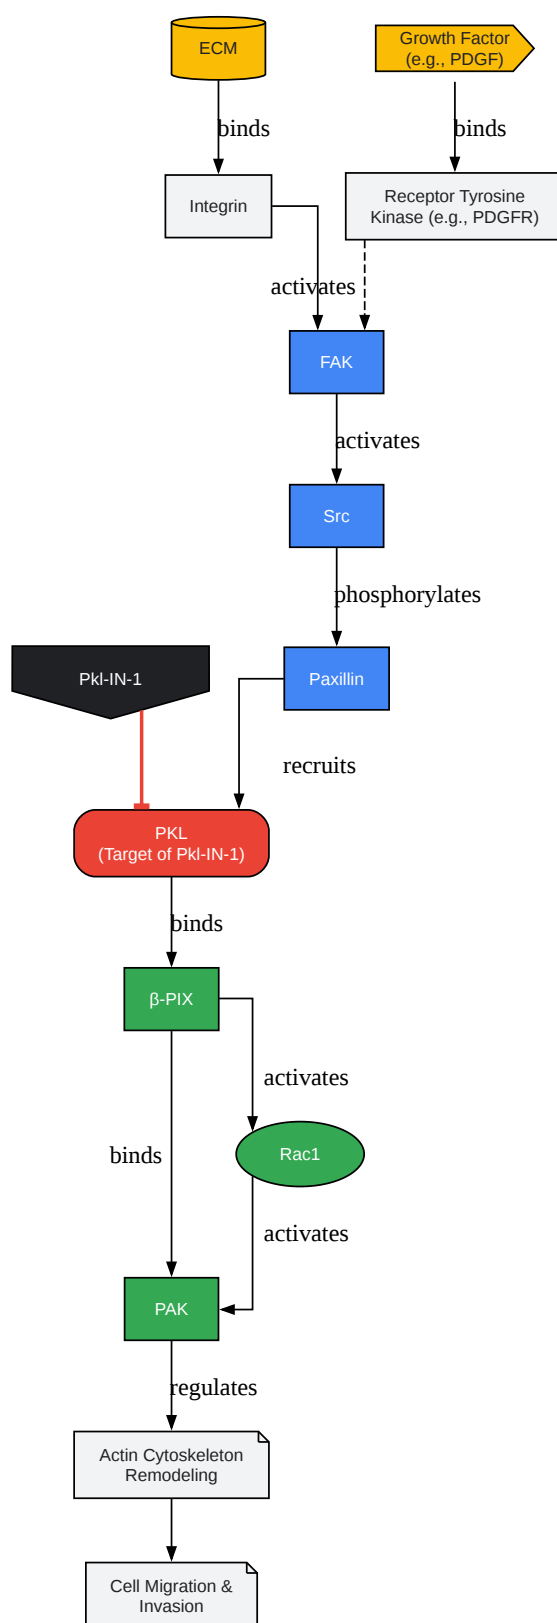 ECM
Growth Factor
(e.g., PDGF)
binds
binds
Integrin
Receptor Tyrosine
Kinase (e.g., PDGFR)
activates
FAK
activates
Src
phosphorylates
Pkl-IN-1
Paxillin
recruits
PKL
(Target of Pkl-IN-1)
binds
β-PIX
activates
binds
Rac1
activates
PAK
regulates
Actin Cytoskeleton
Remodeling
Cell Migration &
Invasion